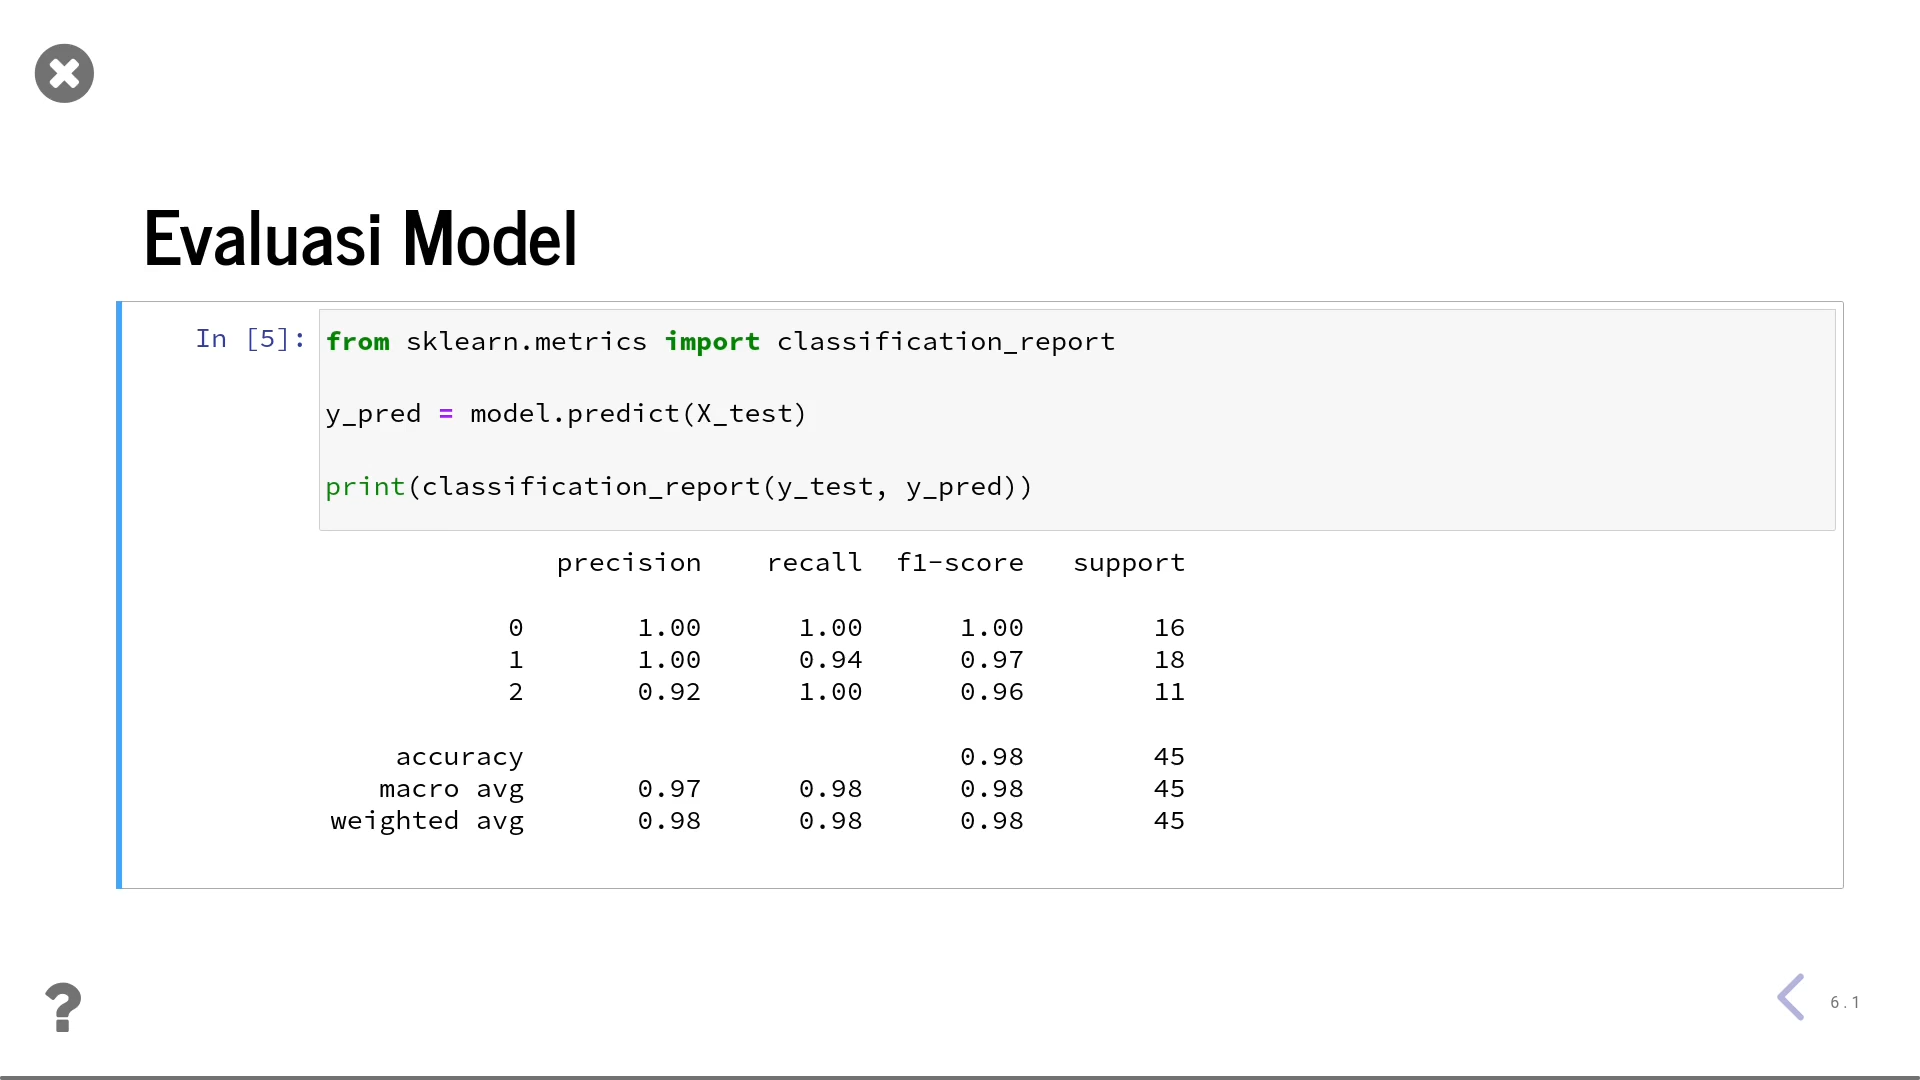 Evaluasi Model
In [5]: from sklearn.metrics import classification_report
y_pred = model.predict(X_test)
print(classification_report(y_test, y_pred))
precision recall f1-score support
0 1.00 1.00 1.00 16
1 1.00 0.94 0.97 18
2 0.92 1.00 0.96 11
accuracy 0.98 45
macro avg 0.97 0.98 0.98 45
weighted avg 0.98 0.98 0.98 45
6.1